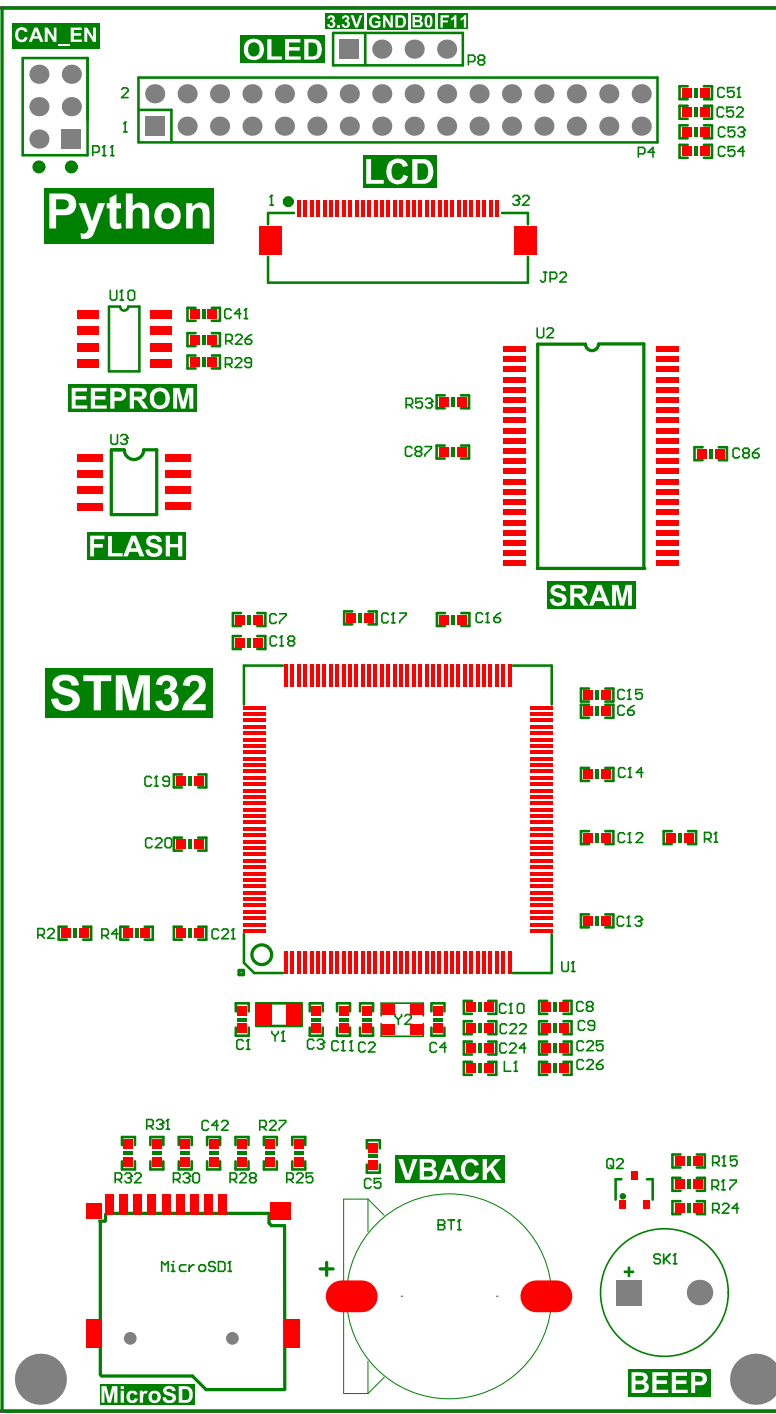 3.3V GND B0 F11
CAN_EN
OLED
P8
2
C51
C52
1
C53
P11
P4
C54
LCD
Python
1
32
JP2
U10
C41
U2
R26
R29
EEPROM
R53
U3
C87
C86
FLASH
SRAM
C7
C17
C16
C18
STM32
C15
C6
C14
C19
C12
R1
C20
C13
R2
R4
C21
U1
C10
C8
Y2
C22
C9
C1
Y1
C3
C11
C2
C4
C24
C25
L1
C26
R31
C42
R27
R32
R30
R28
R25
C5
VBACK
Q2
R15
R17
R24
BT1
MicroSD1
+
SK1
+
MicroSD
BEEP